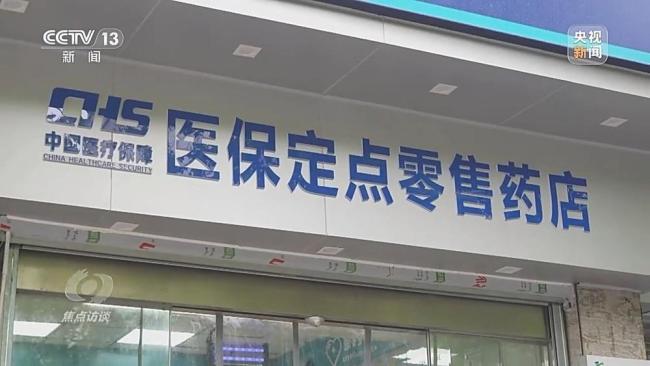 CCTV 13
新闻
央视
新闻
CHS
中国医疗保障
CHINA HEALTHCARE SECURITY
医保定点零售药店
焦点访谈